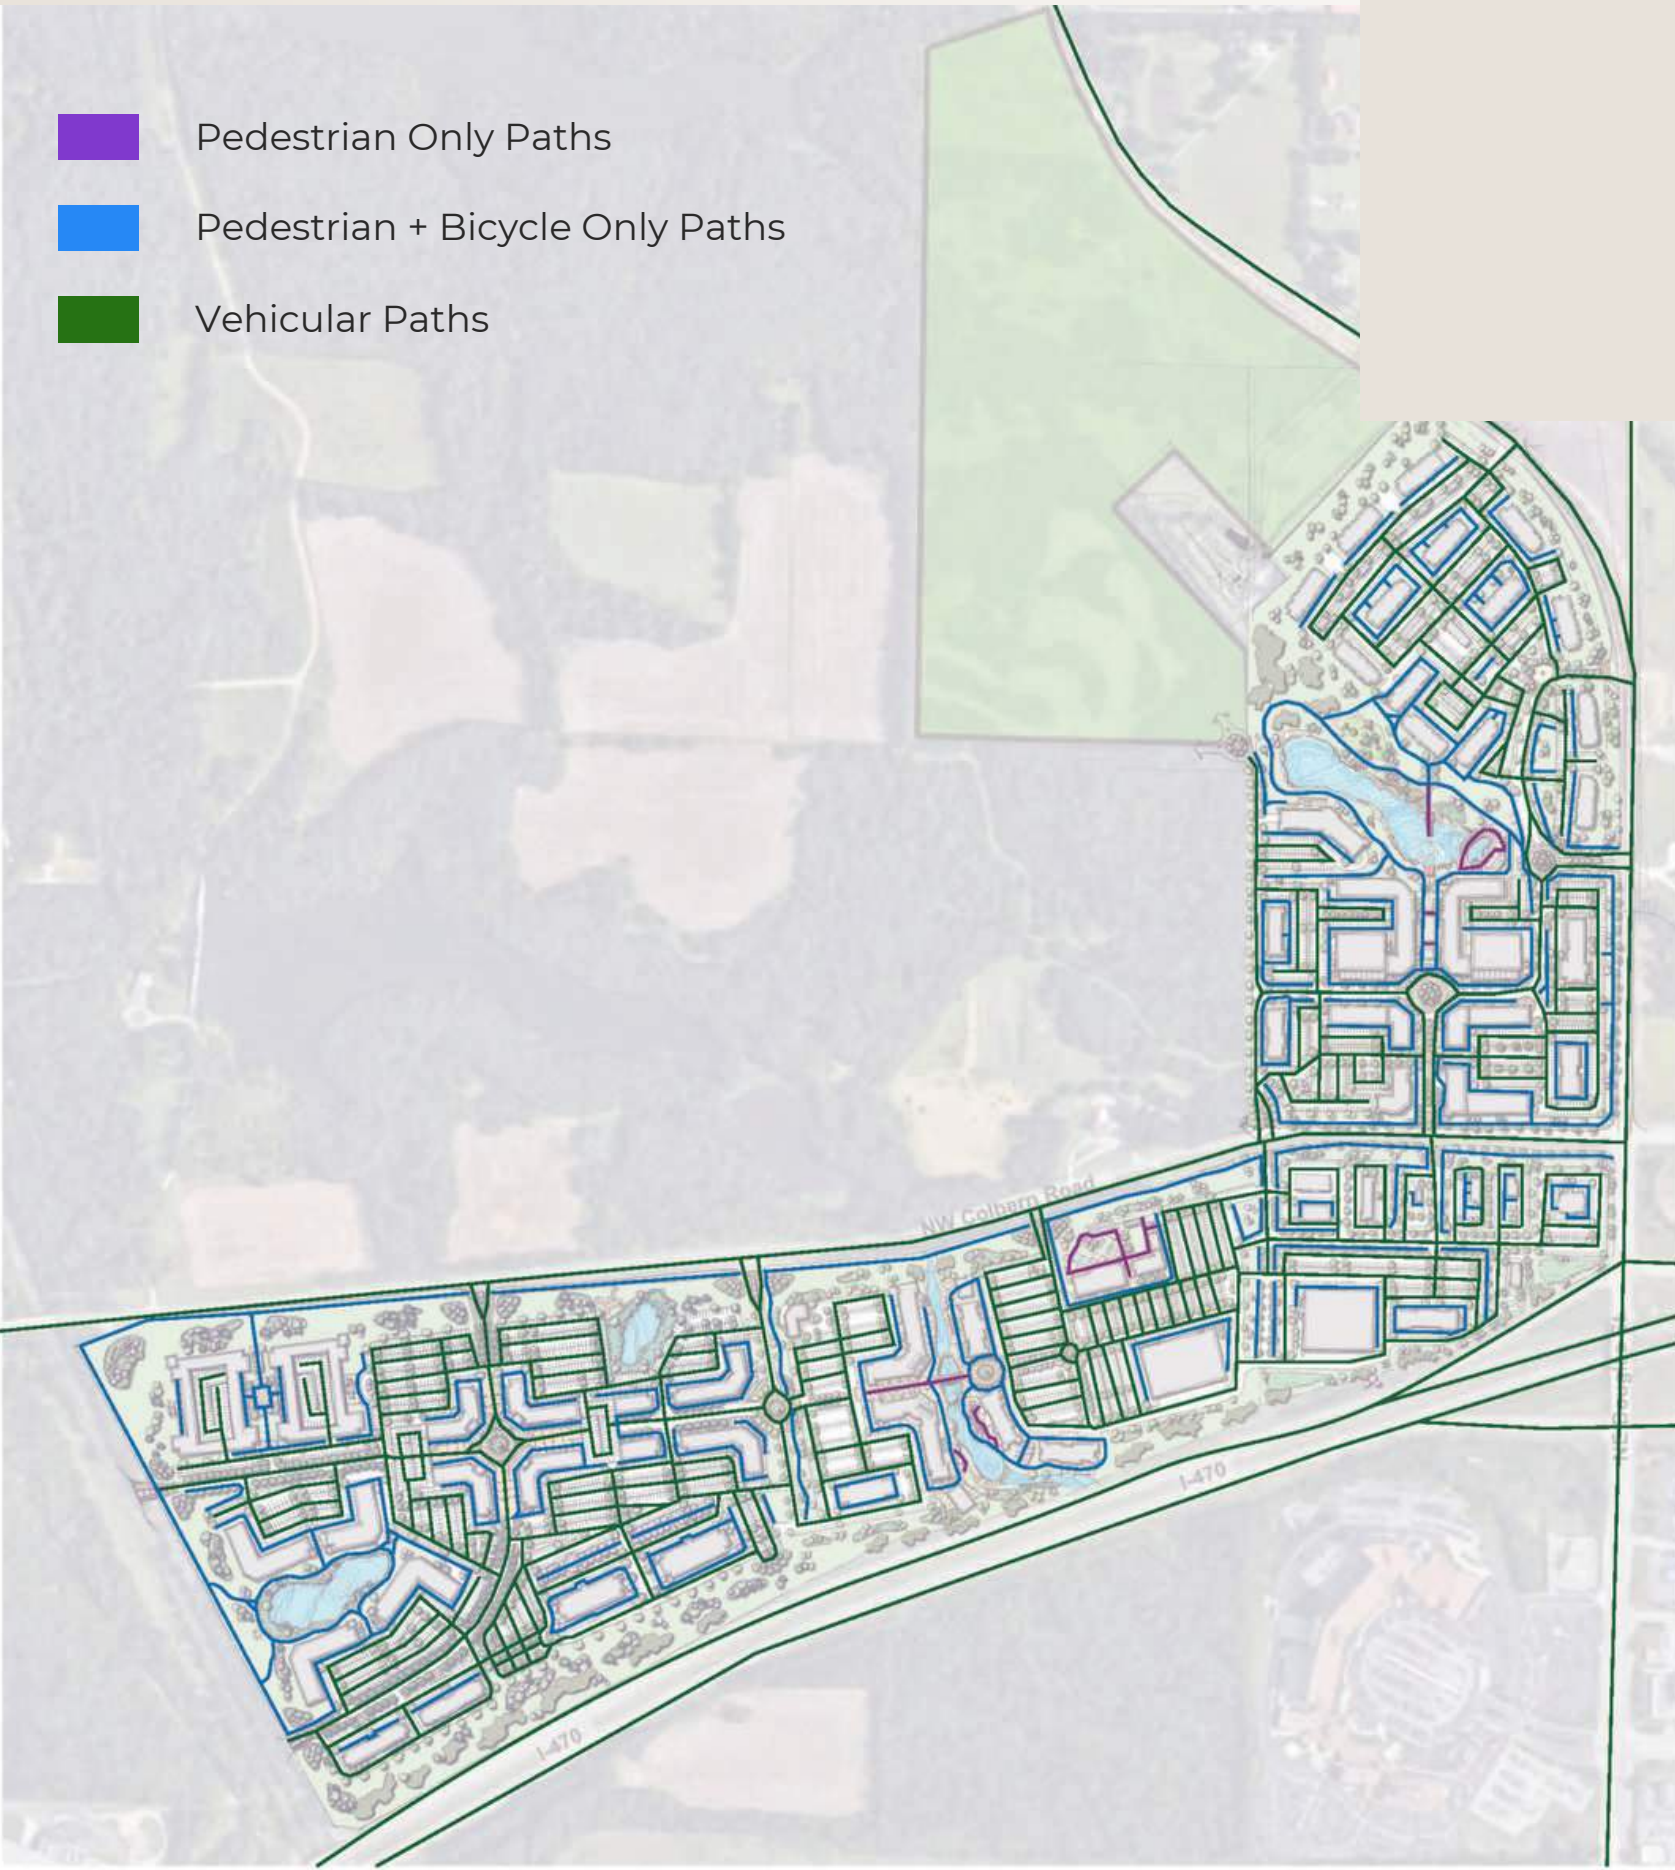 Pedestrian Only Paths
Pedestrian + Bicycle Only Paths
Vehicular Paths
NW Colbern Road
I-470
I-470